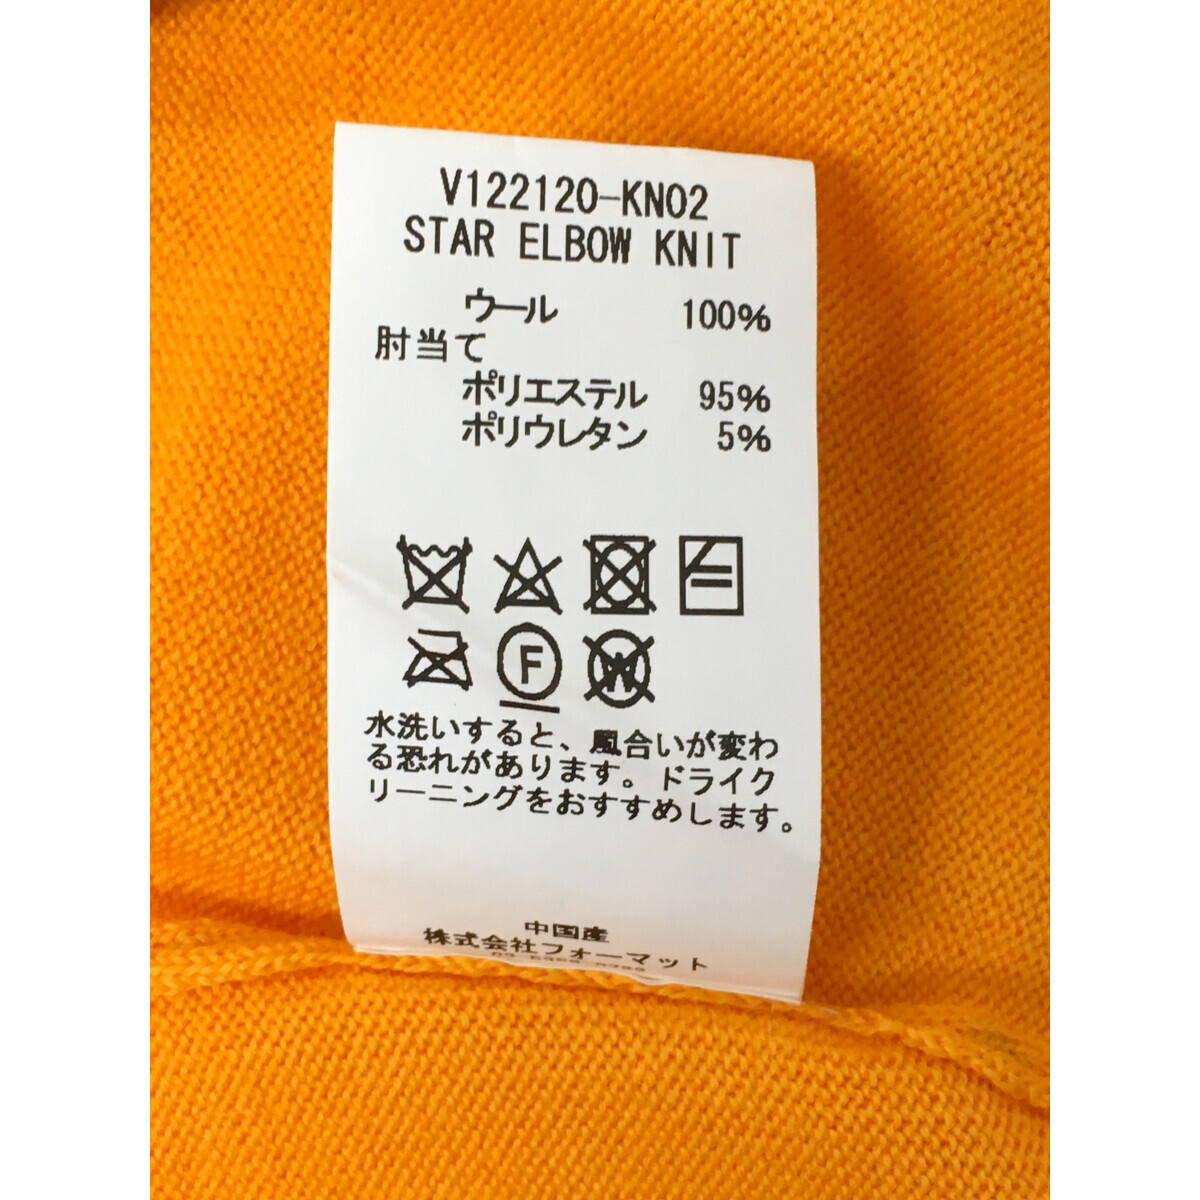 V122120-KN02
STAR ELBOW KNIT
ウール 100%
肘当て
ポリエステル 95%
ポリウレタン 5%
F
W
水洗いすると、風合いが変わ
る恐れがあります。ドライク
リーニングをおすすめします。
中国産
株式会社フォーマット